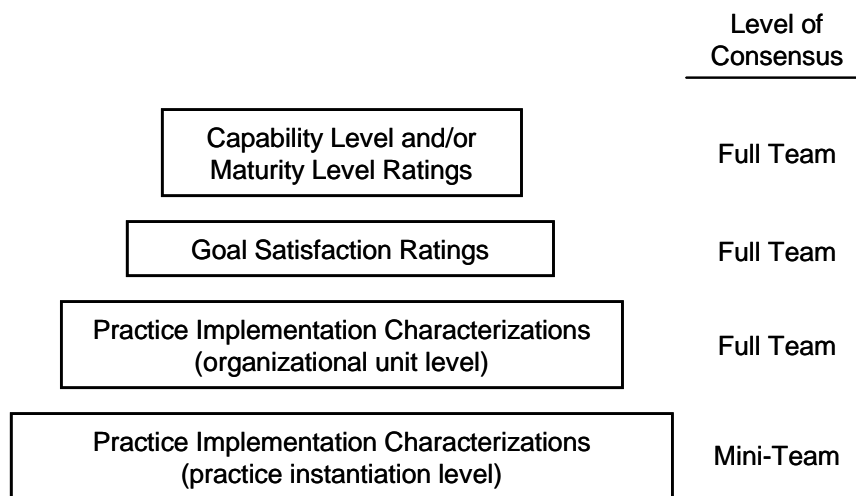 Level of
Consensus
Capability Level and/or
Maturity Level Ratings
Full Team
Goal Satisfaction Ratings
Full Team
Practice Implementation Characterizations
(organizational unit level)
Full Team
Practice Implementation Characterizations
(practice instantiation level)
Mini-Team